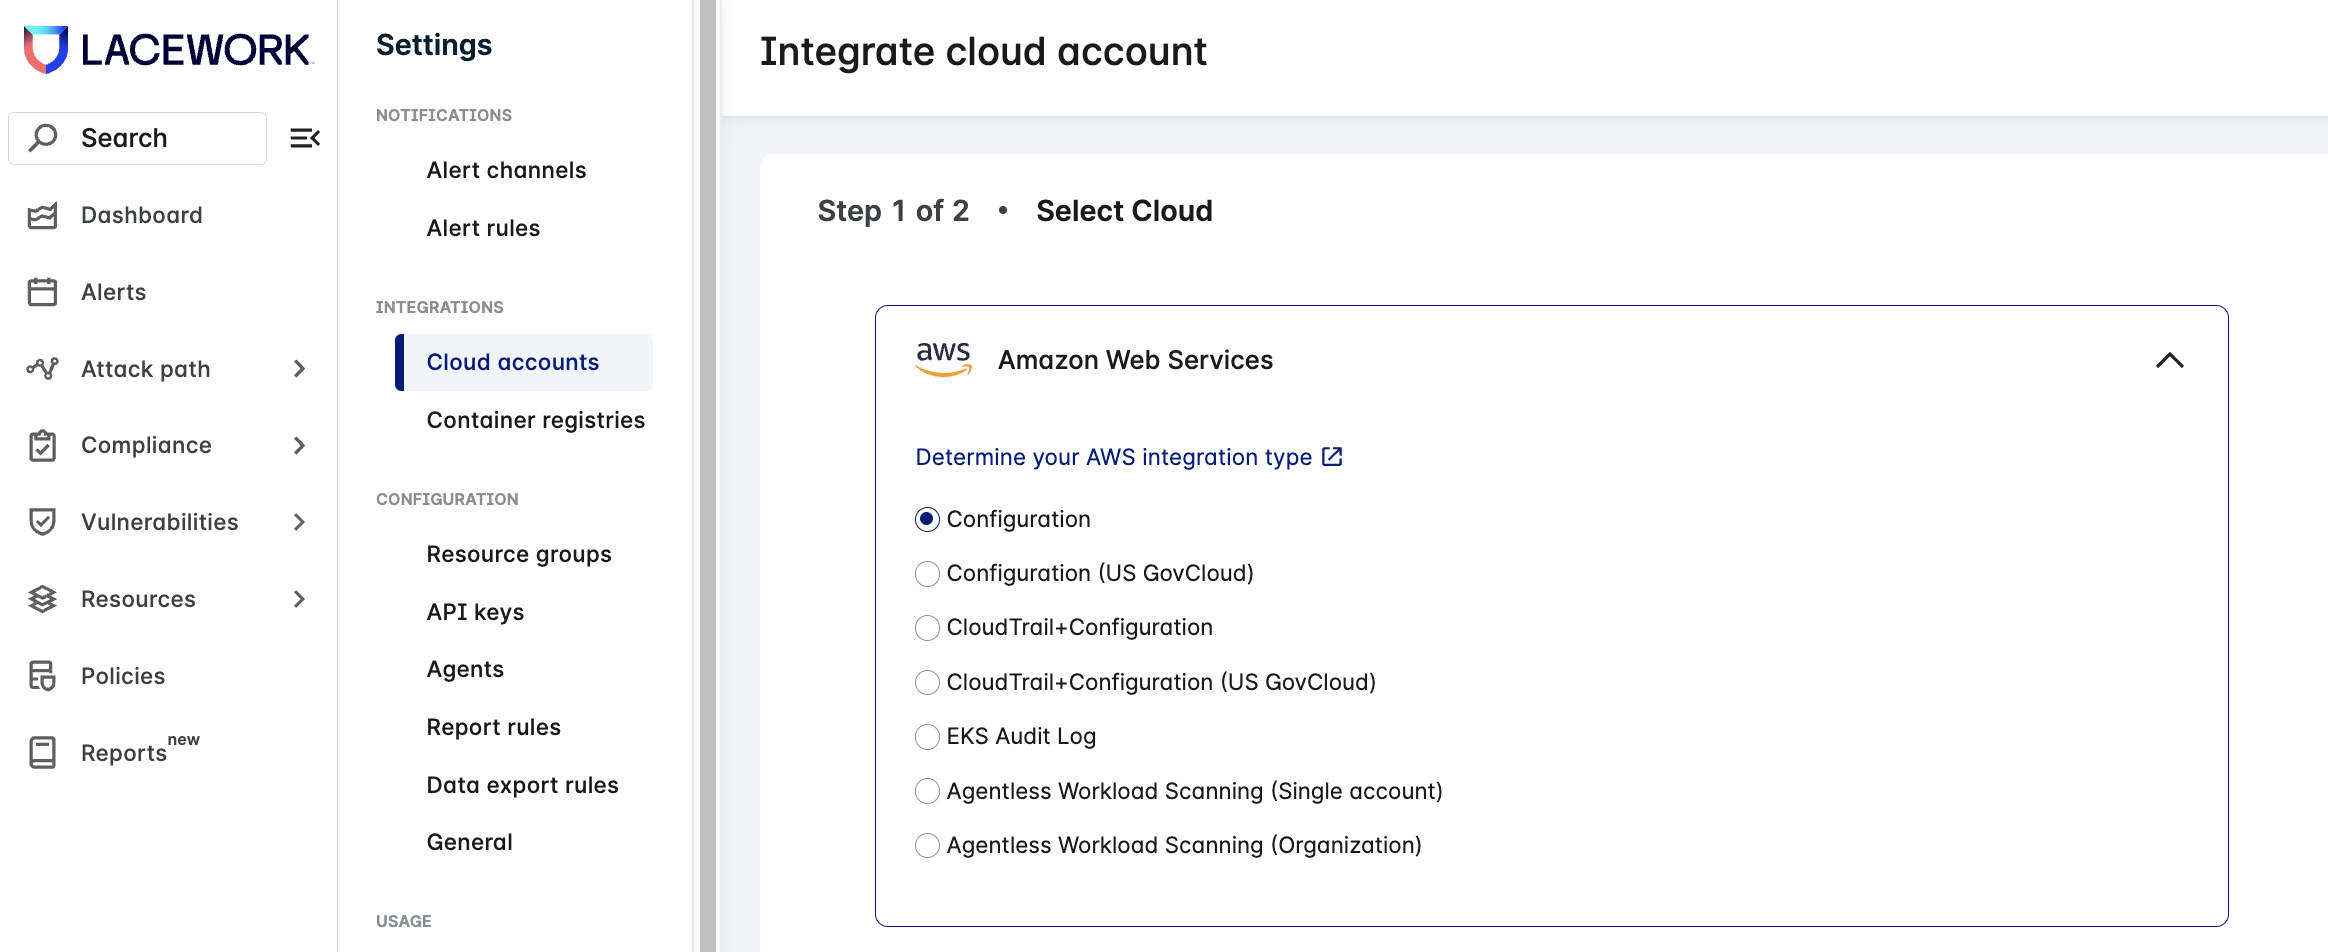 LACEWORK
Search
Dashboard
Alerts
Attack path
Compliance
Vulnerabilities
Resources
Policies
Reports new
Settings
NOTIFICATIONS
Alert channels
Alert rules
INTEGRATIONS
Cloud accounts
Container registries
CONFIGURATION
Resource groups
API keys
Agents
Report rules
Data export rules
General
USAGE
Integrate cloud account
Step 1 of 2 • Select Cloud
aws Amazon Web Services
Determine your AWS integration type
Configuration
Configuration (US GovCloud)
CloudTrail+Configuration
CloudTrail+Configuration (US GovCloud)
EKS Audit Log
Agentless Workload Scanning (Single account)
Agentless Workload Scanning (Organization)